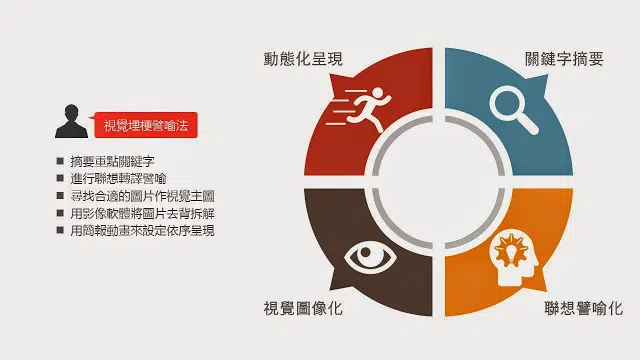 視覺埋梗譬喻法
摘要重點關鍵字
進行聯想轉譯譬喻
尋找合適的圖片作視覺主圖
用影像軟體將圖片去背拆解
用簡報動畫來設定依序呈現
動態化呈現
關鍵字摘要
視覺圖像化
聯想譬喻化